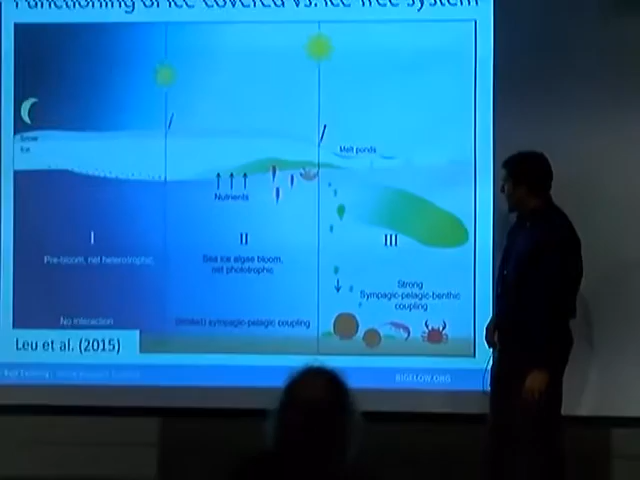 Functioning of ice-covered vs. ice-free system
Snow
Ice
Melt ponds
Nutrients
I
II
III
Pre-bloom, net heterotrophic,
Sea ice algae bloom,
net phototrophic
Strong
Sympagic-pelagic-benthic
coupling
No interaction
(limited) sympagic-pelagic coupling
Leu et al. (2015)
BIGELOW.ORG